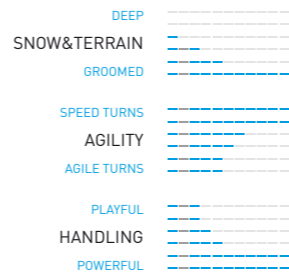 DEEP
SNOW&TERRAIN
GROOMED
SPEED TURNS
AGILITY
AGILE TURNS
PLAYFUL
HANDLING
POWERFUL